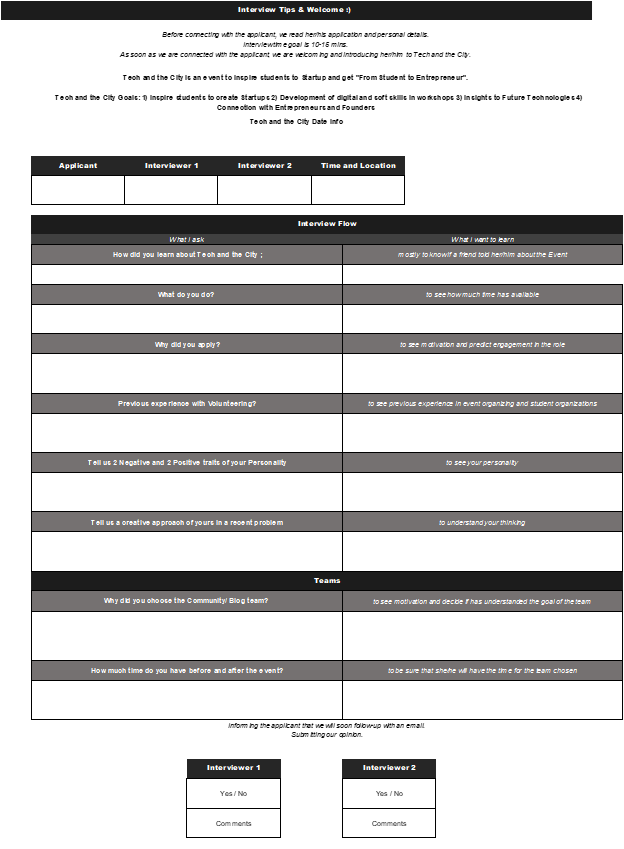 Interview Tips & Welcome :)
Before connecting with the applicant, we read her/his application and personal details.
Interview time goal is 10-15 mins.
As soon as we are connected with the applicant, we are welcoming and introducing her/him to Tech and the City.
Tech and the City is an event to Inspire students to Startup and get "From Student to Entrepreneur".
Tech and the City Goals: 1) Inspire students to create Startups 2) Development of digital and soft skills in workshops 3) Insights to Future Technologies 4)
Connection with Entrepreneurs and Founders
Tech and the City Date Info
Applicant Interviewer 1 Interviewer 2 Time and Location
Interview Flow
What I ask What I want to learn
How did you learn about Tech and the City ; mostly to know if a friend told her/him about the Event
What do you do? to see how much time has available
Why did you apply? to see motivation and predict engagement in the role
Previous experience with Volunteering? to see previous experience in event organizing and student organizations
Tell us 2 Negative and 2 Positive traits of your Personality to see your personality
Tell us a creative approach of yours in a recent problem to understand your thinking
Teams
Why did you choose the Community/ Blog team? to see motivation and decide if has understood the goal of the team
How much time do you have before and after the event? to be sure that she/he will have the time for the team chosen
Informing the applicant that we will soon follow-up with an email.
Submitting our opinion.
Interviewer 1 Interviewer 2
Yes / No Yes / No
Comments Comments